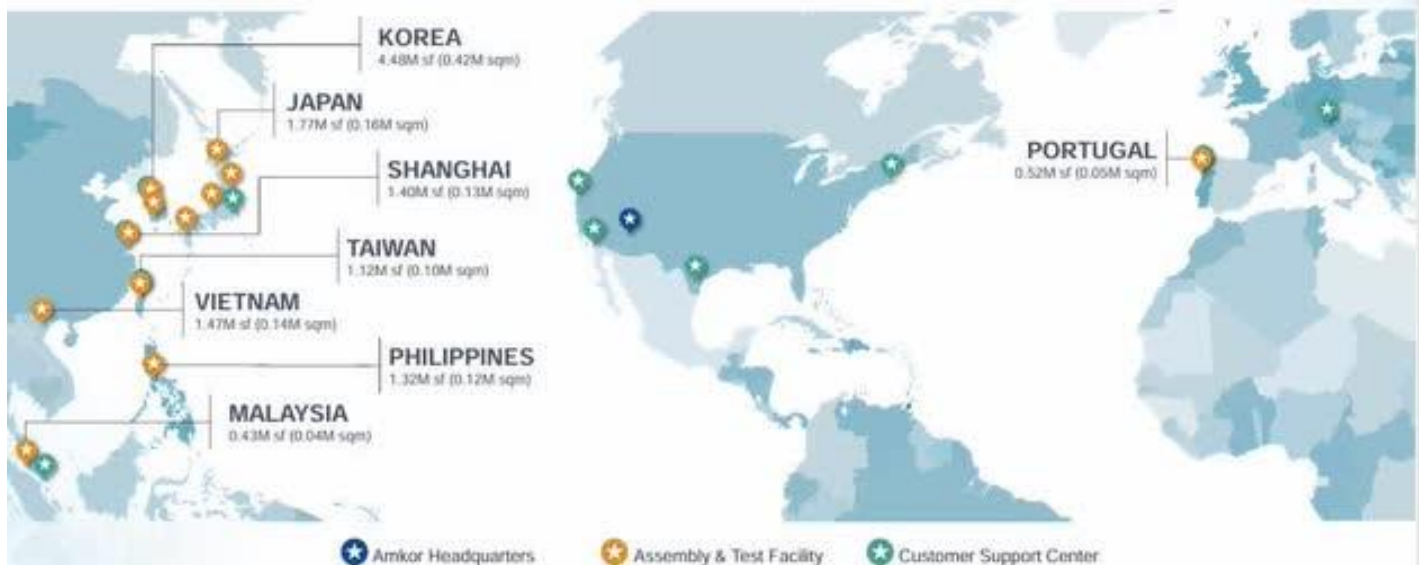 KOREA
4.48M sf (0.42M sqm)
JAPAN
1.77M sf (0.16M sqm)
SHANGHAI
1.40M sf (0.13M sqm)
PORTUGAL
0.52M sf (0.05M sqm)
TAIWAN
1.12M sf (0.10M sqm)
VIETNAM
1.47M sf (0.14M sqm)
PHILIPPINES
1.32M sf (0.12M sqm)
MALAYSIA
0.43M sf (0.04M sqm)
Amkor Headquarters
Assembly & Test Facility
Customer Support Center